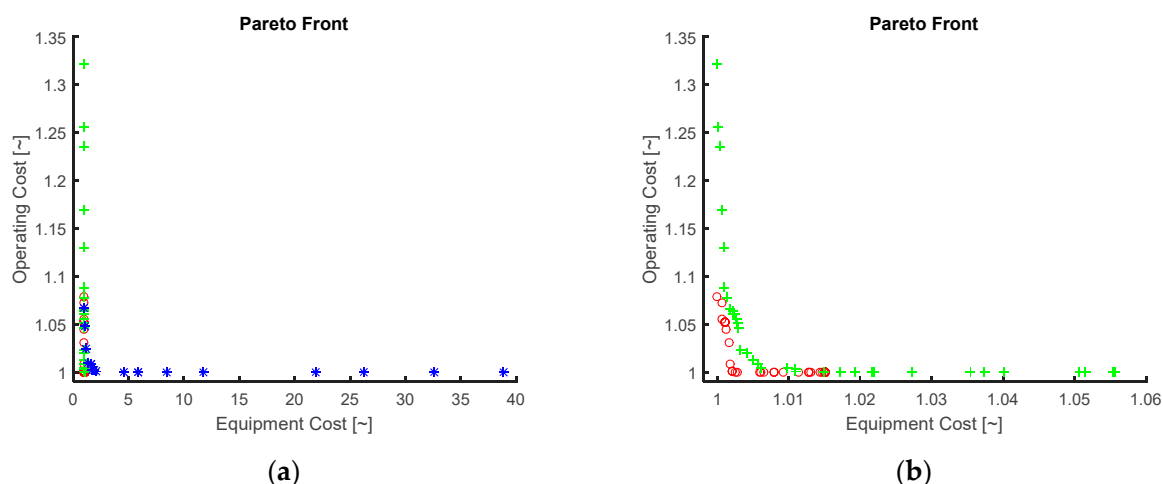 Pareto Front
1.35
1.3
1.25
1.2
1.15
1.1
1.05
1
Operating Cost [~]
0 5 10 15 20 25 30 35 40
Equipment Cost [~]
(a)
Pareto Front
1.35
1.3
1.25
1.2
1.15
1.1
1.05
1
Operating Cost [~]
1 1.01 1.02 1.03 1.04 1.05 1.06
Equipment Cost [~]
(b)